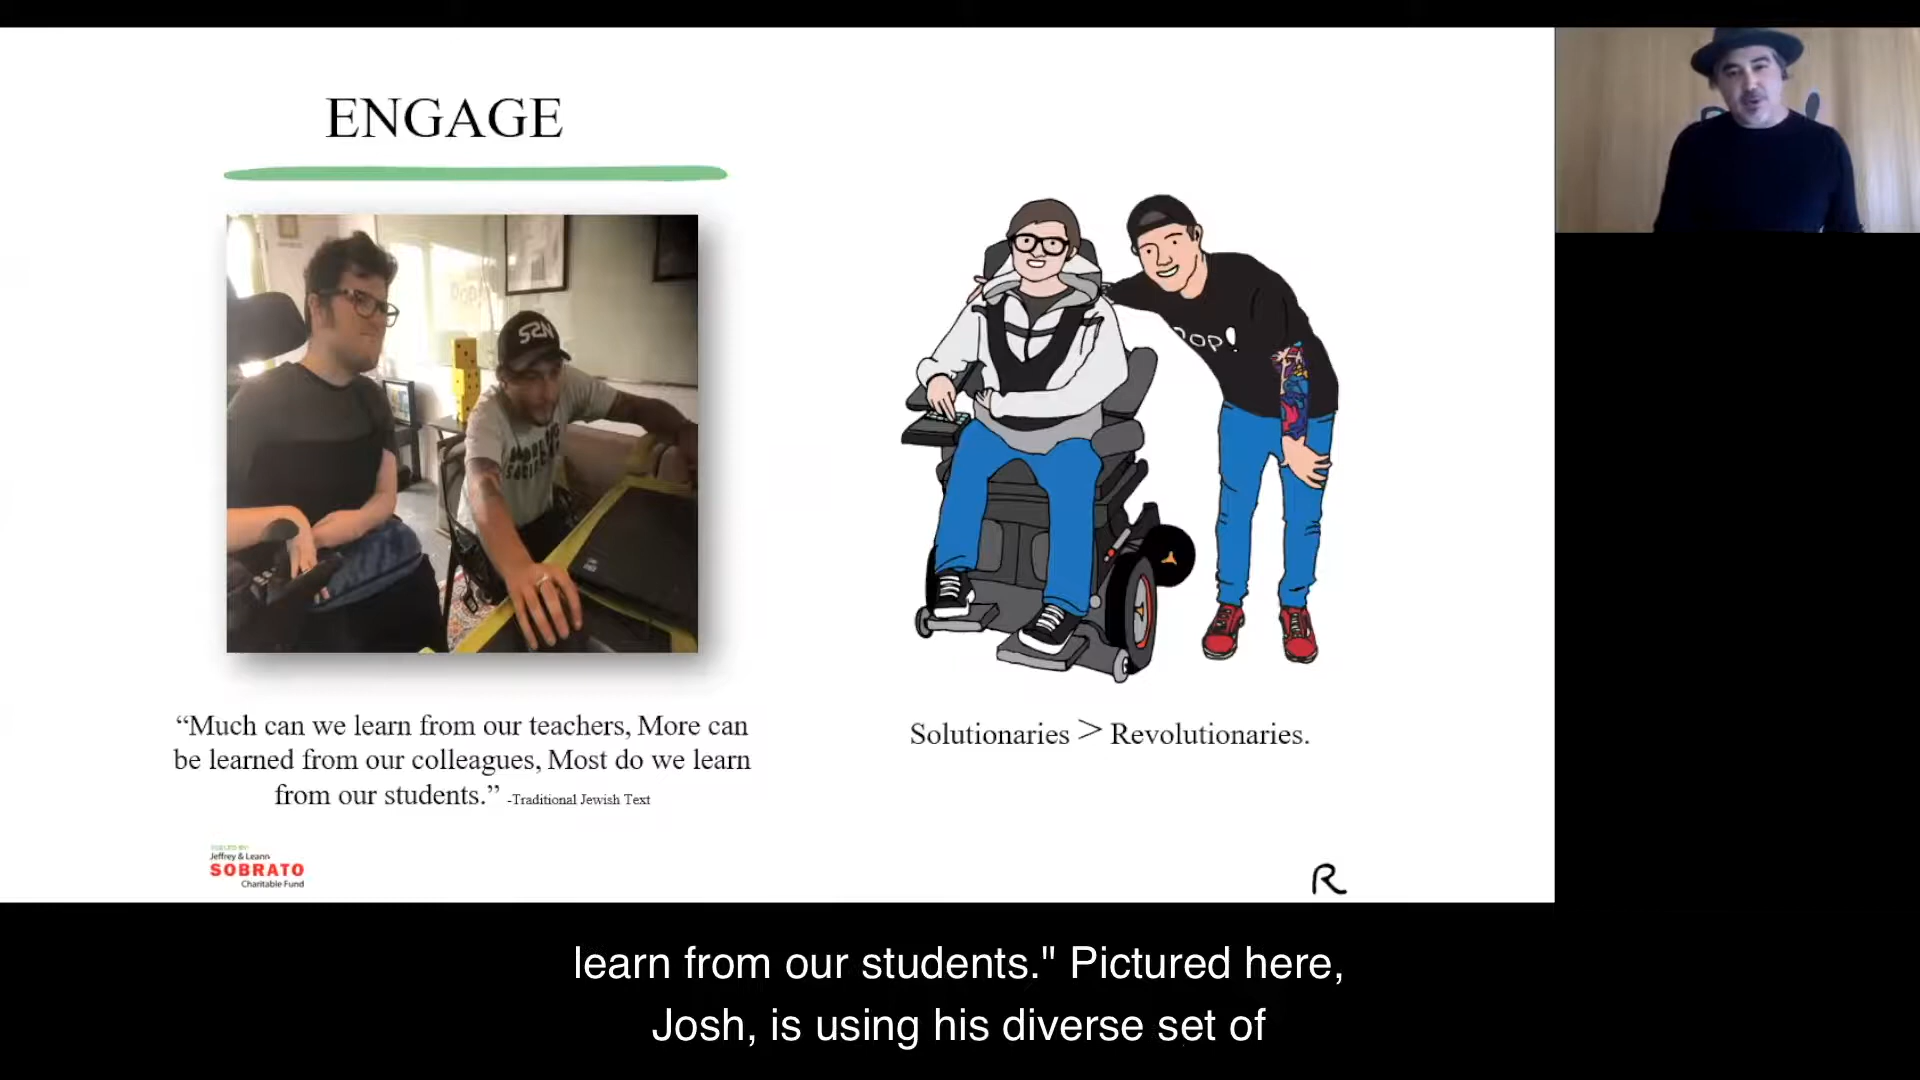 ENGAGE
SZN
pop!
“Much can we learn from our teachers, More can
be learned from our colleagues, Most do we learn
from our students.” -Traditional Jewish Text
Solutionaries > Revolutionaries.
Jeffrey & Leann
SOBRATO
Charitable Fund
R
learn from our students." Pictured here,
Josh, is using his diverse set of